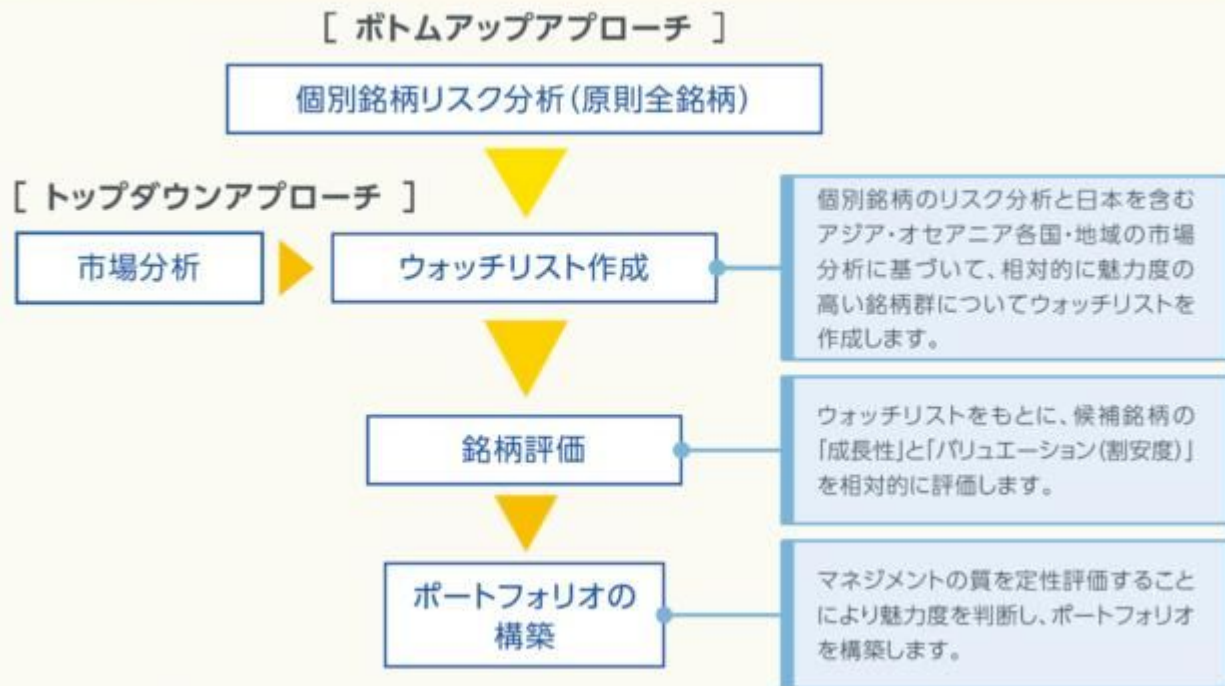 [ ボトムアップアプローチ ]
個別銘柄リスク分析(原則全銘柄)
[ トップダウンアプローチ ]
市場分析
ウォッチリスト作成
個別銘柄のリスク分析と日本を含む
アジア・オセアニア各国・地域の市場
分析に基づいて、相対的に魅力度の
高い銘柄群についてウォッチリストを
作成します。
銘柄評価
ウォッチリストをもとに、候補銘柄の
「成長性」と「バリュエーション(割安度)」
を相対的に評価します。
ポートフォリオの
構築
マネジメントの質を定性評価すること
により魅力度を判断し、ポートフォリオ
を構築します。